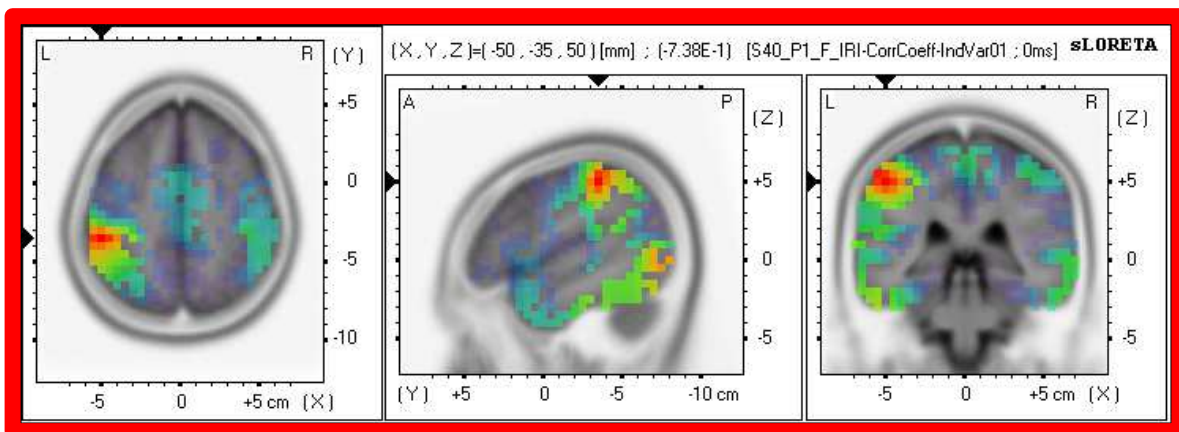 (X,Y,Z)=(-50,-35,50)[mm] ; (-7.38E-1) [S40_P1_F_IRI-CorrCoeff-IndVar01 ; 0ms] sLORETA
L R (Y)
+5
0
-5
-10
-5 0 +5 cm (X)
A P (Z)
+5
0
-5
(Y) +5 0 -5 -10 cm
L R (Z)
+5
0
-5
-5 0 +5 cm (X)